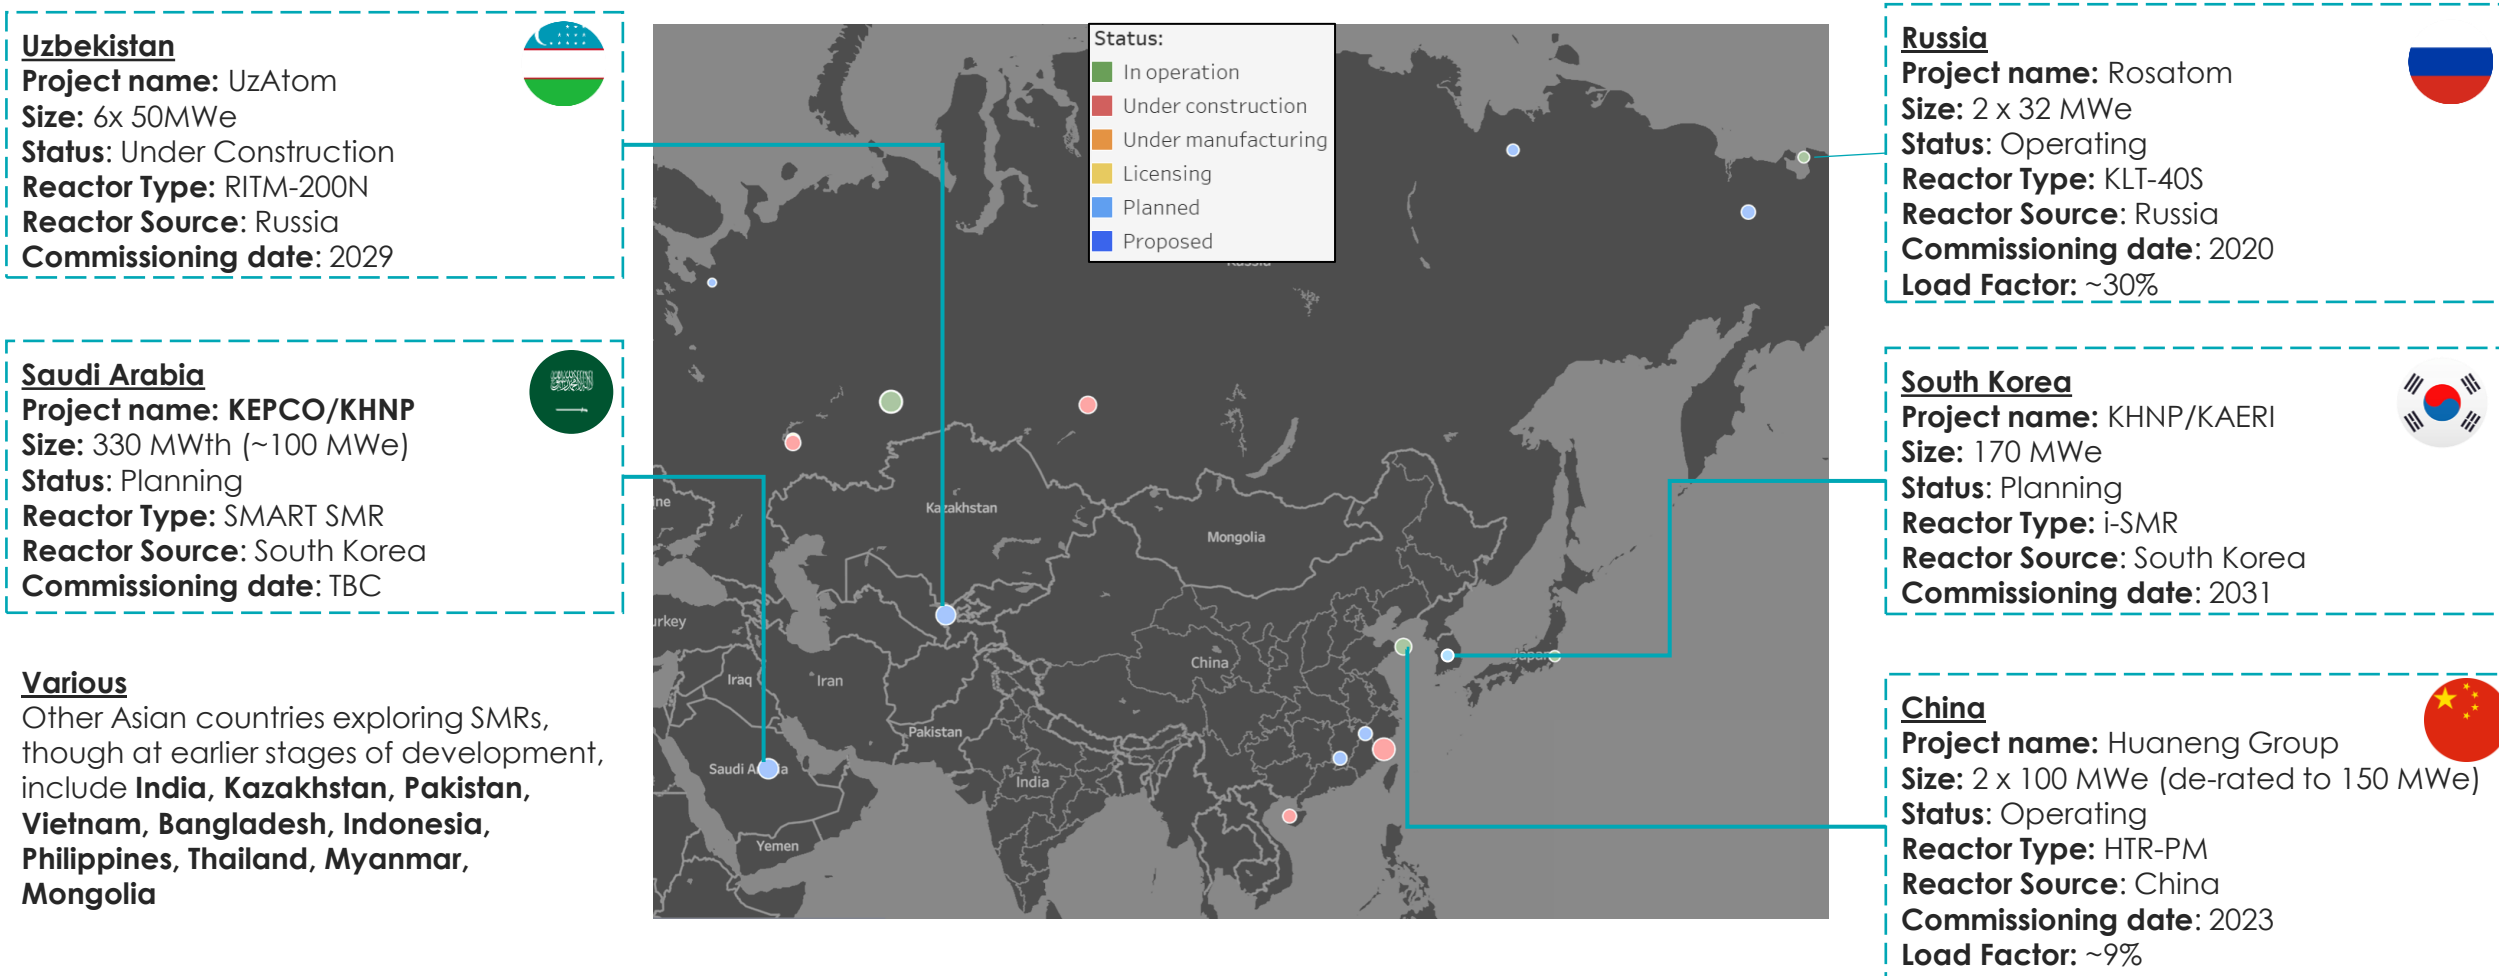 Uzbekistan
Project name: UzAtom
Size: 6x 50MWe
Status: Under Construction
Reactor Type: RITM-200N
Reactor Source: Russia
Commissioning date: 2029
Saudi Arabia
Project name: KEPCO/KHNP
Size: 330 MWth (~100 MWe)
Status: Planning
Reactor Type: SMART SMR
Reactor Source: South Korea
Commissioning date: TBC
Various
Other Asian countries exploring SMRs,
though at earlier stages of development,
include India, Kazakhstan, Pakistan,
Vietnam, Bangladesh, Indonesia,
Philippines, Thailand, Myanmar,
Mongolia
Status:
In operation
Under construction
Under manufacturing
Licensing
Planned
Proposed
Russia
ine
Kazakhstan
Mongolia
urkey
Iraq
Iran
China
Japan
Pakistan
Saudi Arabia
India
Yemen
Russia
Project name: Rosatom
Size: 2 x 32 MWe
Status: Operating
Reactor Type: KLT-40S
Reactor Source: Russia
Commissioning date: 2020
Load Factor: ~30%
South Korea
Project name: KHNP/KAERI
Size: 170 MWe
Status: Planning
Reactor Type: i-SMR
Reactor Source: South Korea
Commissioning date: 2031
China
Project name: Huaneng Group
Size: 2 x 100 MWe (de-rated to 150 MWe)
Status: Operating
Reactor Type: HTR-PM
Reactor Source: China
Commissioning date: 2023
Load Factor: ~9%